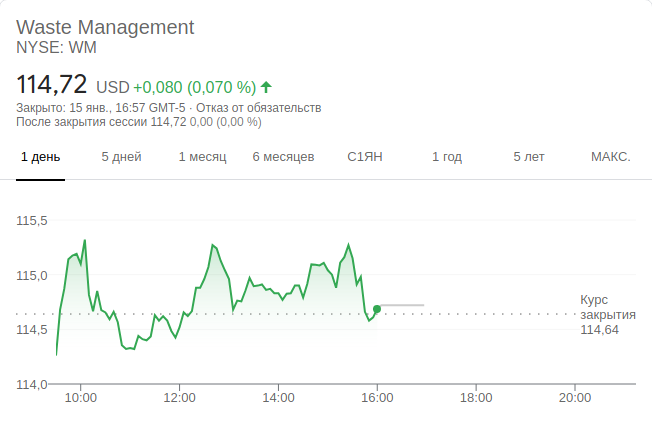 Waste Management
NYSE: WM
114,72 USD +0,080 (0,070 %)
Закрыто: 15 янв., 16:57 GMT-5 · Отказ от обязательств
После закрытия сессии 114,72 0,00 (0,00 %)
1 день 5 дней 1 месяц 6 месяцев С1ЯН 1 год 5 лет МАКС.
115,5
115,0
Курс
закрытия
114,64
114,5
114,0
10:00 12:00 14:00 16:00 18:00 20:00